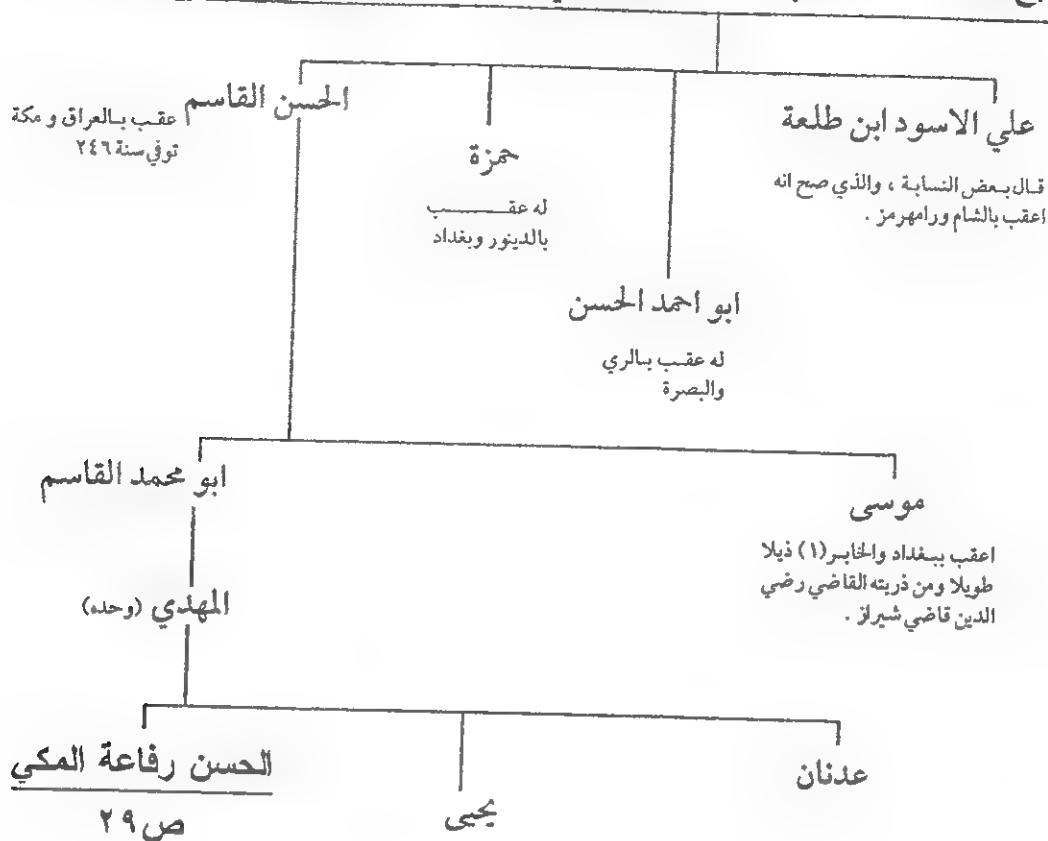 علي الاسود ابن طلعة
قال بعض النسابة ، والذي صح انه
اعقب بالشام ورامهرمز .
ابو احمد الحسن
له عقب بالري
والبصرة
حمزة
له عقب
بالدينور وبغداد
الحسن القاسم
عقب بالعراق و مكة
توفي سنة ٢٤٦
موسى
اعقب ببغداد والخابر (١) ذيلا
طويلا ومن ذريته القاضي رضي
الدين قاضي شيراز .
ابو محمد القاسم
المهدي (وحده)
عدنان
يحيى
الحسن رفاعة المكي
ص ٢٩